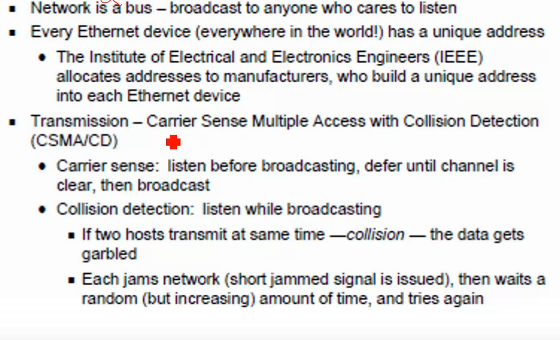 Network is a bus – broadcast to anyone who cares to listen
Every Ethernet device (everywhere in the world!) has a unique address
The Institute of Electrical and Electronics Engineers (IEEE)
allocates addresses to manufacturers, who build a unique address
into each Ethernet device
Transmission – Carrier Sense Multiple Access with Collision Detection
(CSMA/CD)
Carrier sense: listen before broadcasting, defer until channel is
clear, then broadcast
Collision detection: listen while broadcasting
If two hosts transmit at same time —collision — the data gets
garbled
Each jams network (short jammed signal is issued), then waits a
random (but increasing) amount of time, and tries again